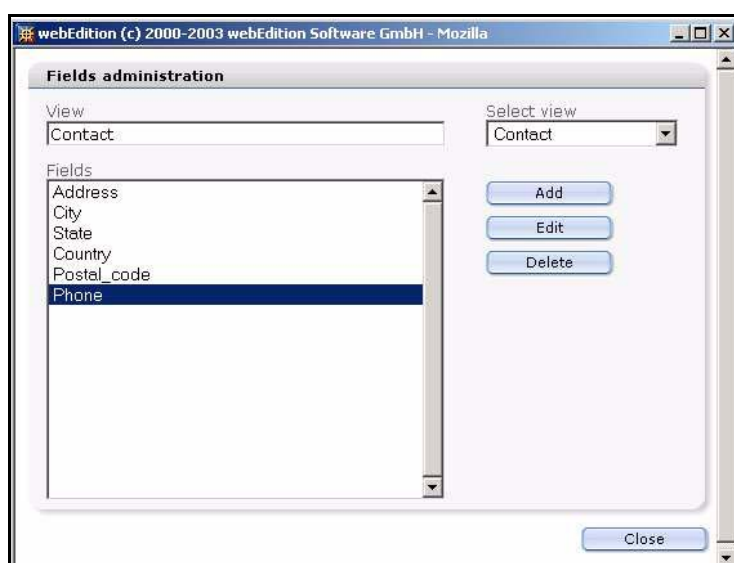 webEdition (c) 2000-2003 webEdition Software GmbH - Mozilla
Fields administration
View
Select view
Contact
Contact
Fields
Address
City
State
Country
Postal_code
Phone
Add
Edit
Delete
Close